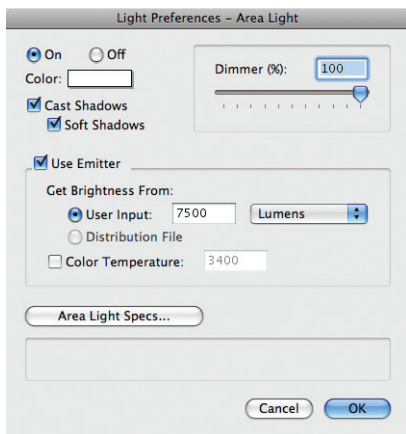 Light Preferences – Area Light
On Off
Color:
Dimmer (%): 100
Cast Shadows
Soft Shadows
Use Emitter
Get Brightness From:
User Input: 7500 Lumens
Distribution File
Color Temperature: 3400
Area Light Specs...
Cancel OK